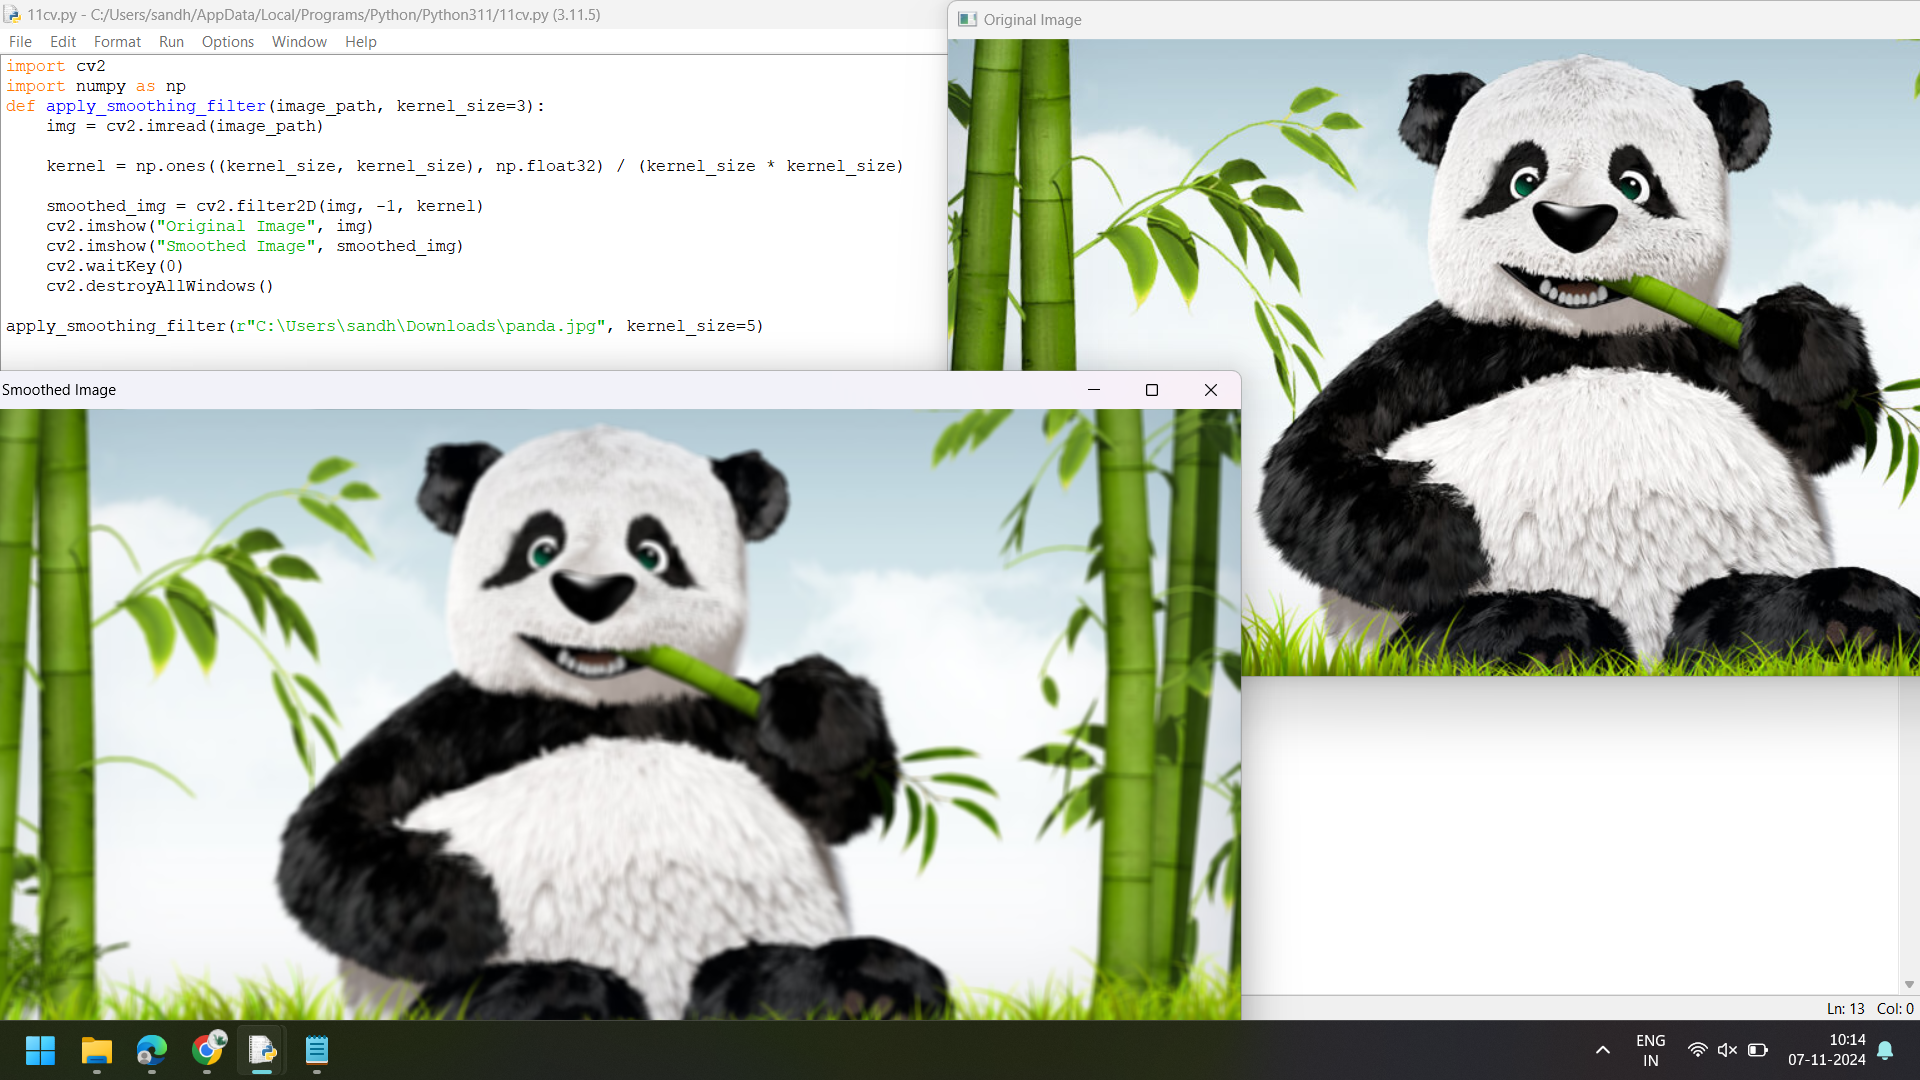 11cv.py - C:/Users/sandh/AppData/Local/Programs/Python/Python311/11cv.py (3.11.5)
File Edit Format Run Options Window Help
import cv2
import numpy as np
def apply_smoothing_filter(image_path, kernel_size=3):
    img = cv2.imread(image_path)
    kernel = np.ones((kernel_size, kernel_size), np.float32) / (kernel_size * kernel_size)
    smoothed_img = cv2.filter2D(img, -1, kernel)
    cv2.imshow("Original Image", img)
    cv2.imshow("Smoothed Image", smoothed_img)
    cv2.waitKey(0)
    cv2.destroyAllWindows()
apply_smoothing_filter(r"C:\Users\sandh\Downloads\panda.jpg", kernel_size=5)
Original Image
Smoothed Image
Ln: 13 Col: 0
ENG
IN
10:14
07-11-2024